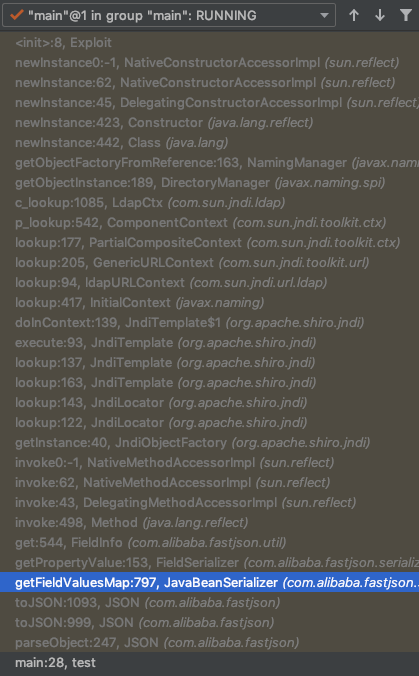 "main"@1 in group "main": RUNNING
<init>:8, Exploit
newInstance0:-1, NativeConstructorAccessorImpl (sun.reflect)
newInstance:62, NativeConstructorAccessorImpl (sun.reflect)
newInstance:45, DelegatingConstructorAccessorImpl (sun.reflect)
newInstance:423, Constructor (java.lang.reflect)
newInstance:442, Class (java.lang)
getObjectFactoryFromReference:163, NamingManager (javax.nam
getObjectInstance:189, DirectoryManager (javax.naming.spi)
c_lookup:1085, LdapCtx (com.sun.jndi.ldap)
p_lookup:542, ComponentContext (com.sun.jndi.toolkit.ctx)
lookup:177, PartialCompositeContext (com.sun.jndi.toolkit.ctx)
lookup:205, GenericURLContext (com.sun.jndi.toolkit.url)
lookup:94, ldapURLContext (com.sun.jndi.url.ldap)
lookup:417, InitialContext (javax.naming)
doInContext:139, JndiTemplate$1 (org.apache.shiro.jndi)
execute:93, JndiTemplate (org.apache.shiro.jndi)
lookup:137, JndiTemplate (org.apache.shiro.jndi)
lookup:163, JndiTemplate (org.apache.shiro.jndi)
lookup:143, JndiLocator (org.apache.shiro.jndi)
lookup:122, JndiLocator (org.apache.shiro.jndi)
getInstance:40, JndiObjectFactory (org.apache.shiro.jndi)
invoke0:-1, NativeMethodAccessorImpl (sun.reflect)
invoke:62, NativeMethodAccessorImpl (sun.reflect)
invoke:43, DelegatingMethodAccessorImpl (sun.reflect)
invoke:498, Method (java.lang.reflect)
get:544, FieldInfo (com.alibaba.fastjson.util)
getPropertyValue:153, FieldSerializer (com.alibaba.fastjson.serializ
getFieldValuesMap:797, JavaBeanSerializer (com.alibaba.fastjson.
toJSON:1093, JSON (com.alibaba.fastjson)
toJSON:999, JSON (com.alibaba.fastjson)
parseObject:247, JSON (com.alibaba.fastjson)
main:28, test